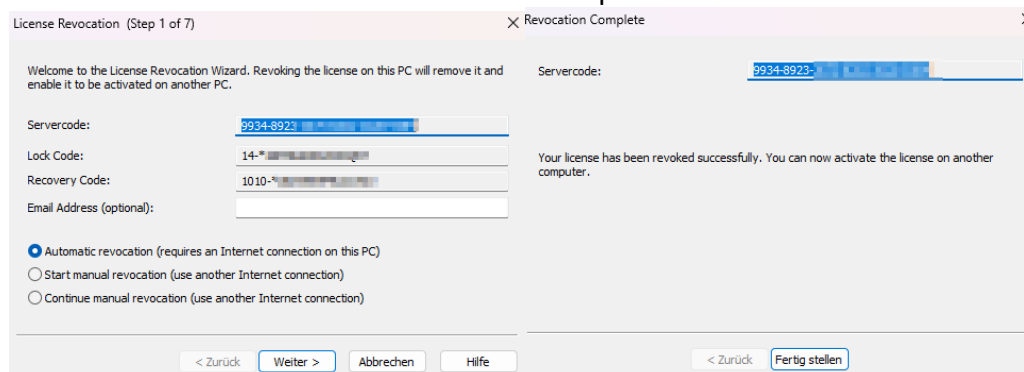 License Revocation (Step 1 of 7)
Welcome to the License Revocation Wizard. Revoking the license on this PC will remove it and
enable it to be activated on another PC.
Servercode:
9934-8923
Lock Code:
14-*
Recovery Code:
1010-*
Email Address (optional):
Automatic revocation (requires an Internet connection on this PC)
Start manual revocation (use another Internet connection)
Continue manual revocation (use another Internet connection)
< Zurück
Weiter >
Abbrechen
Hilfe
Revocation Complete
Servercode:
9934-8923-
Your license has been revoked successfully. You can now activate the license on another
computer.
< Zurück
Fertig stellen